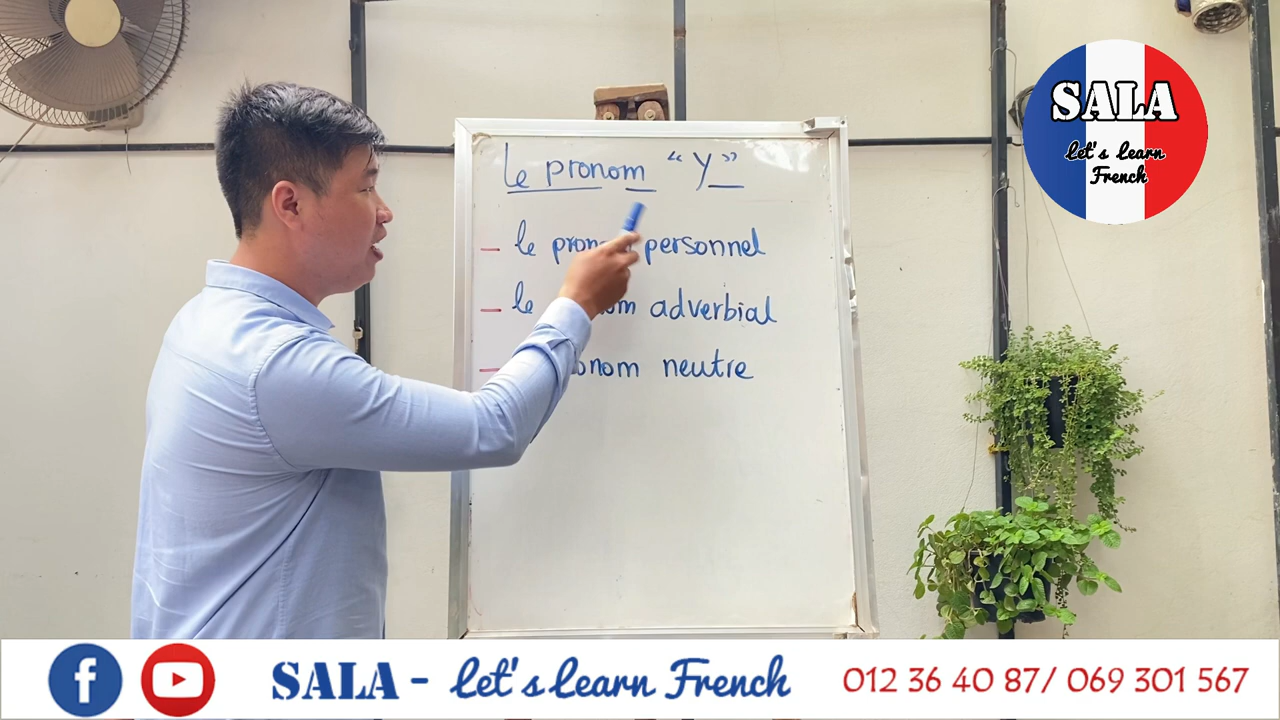 le pronom “ Y ”
– le pron personnel
– le om adverbial
– onom neutre
SALA
Let's Learn
French
SALA - Let's Learn French 012 36 40 87/ 069 301 567